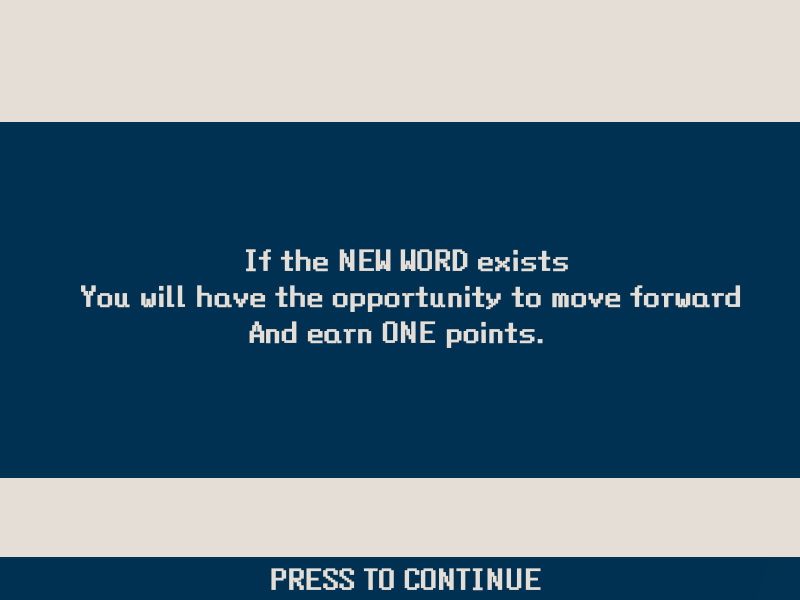 If the NEW WORD exists
You will have the opportunity to move forward
And earn ONE points.
PRESS TO CONTINUE